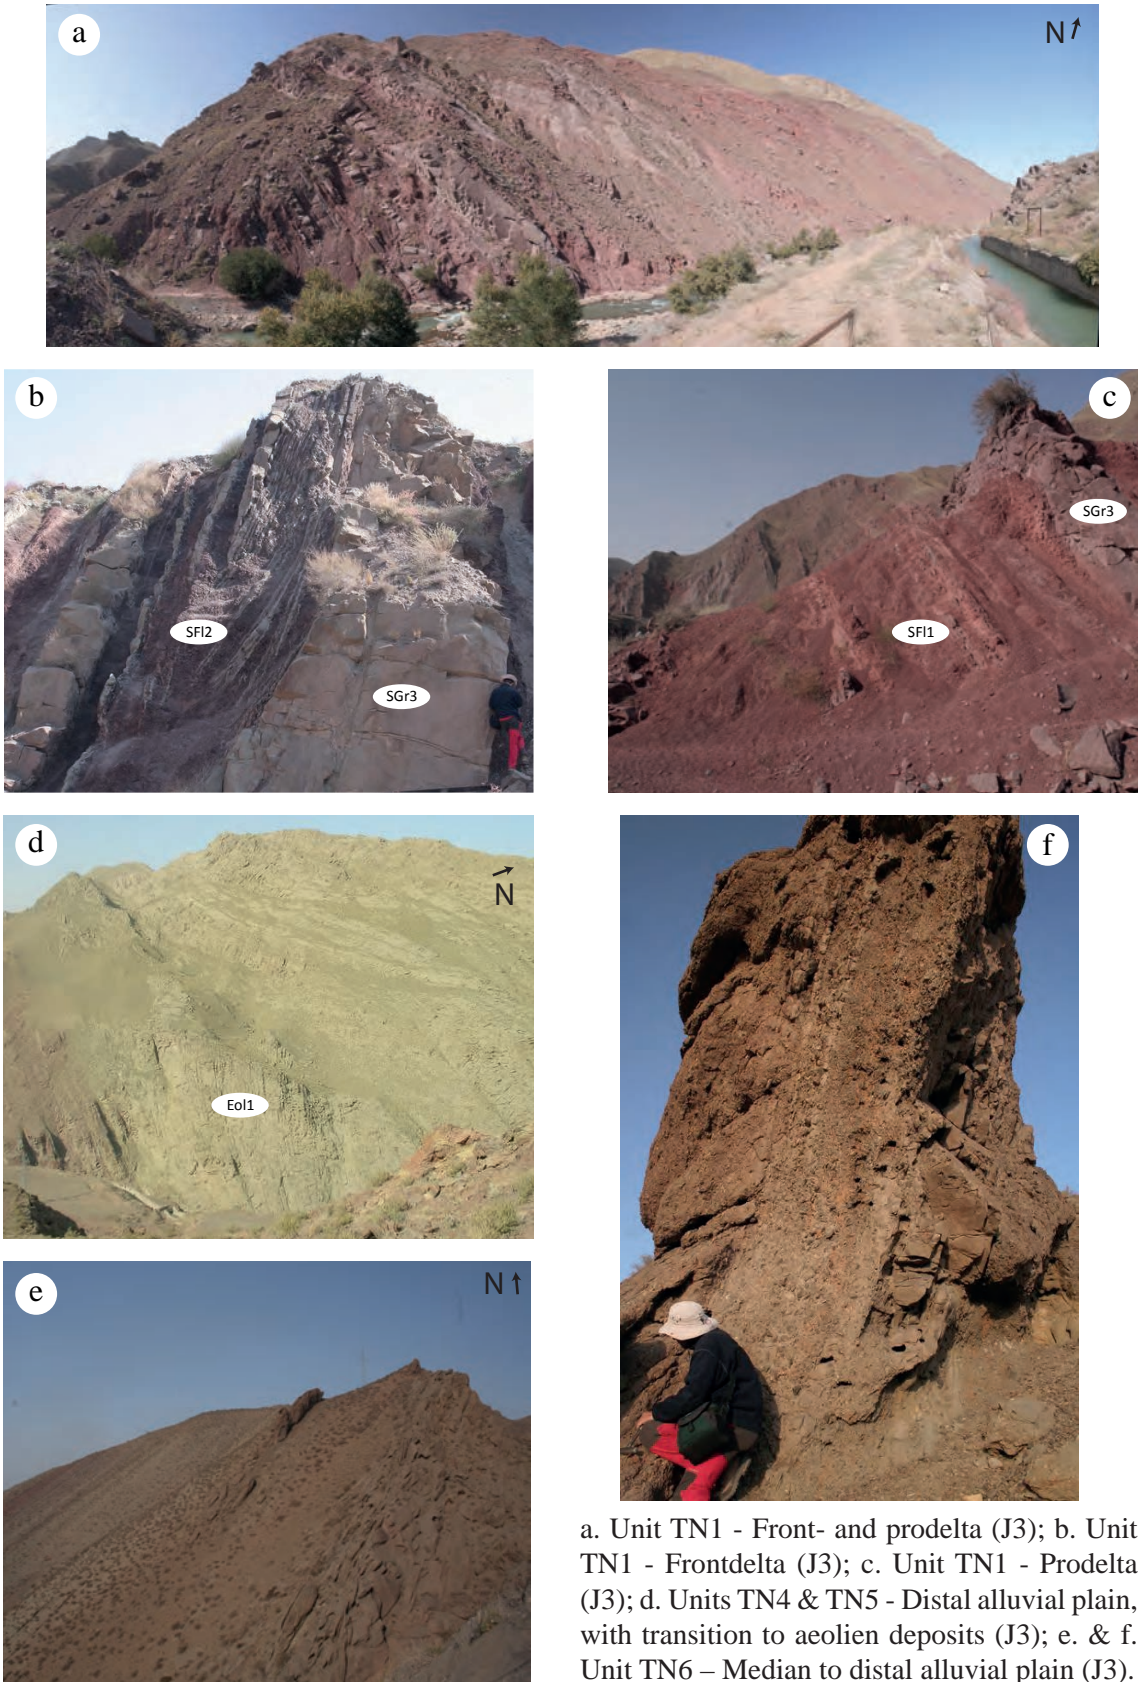 a
N
b
SFl2
SGr3
c
SGr3
SFl1
d
N
Eol1
f
e
N
a. Unit TN1 - Front- and prodelta (J3); b. Unit
TN1 - Frontdelta (J3); c. Unit TN1 - Prodelta
(J3); d. Units TN4 & TN5 - Distal alluvial plain,
with transition to aeolien deposits (J3); e. & f.
Unit TN6 – Median to distal alluvial plain (J3).